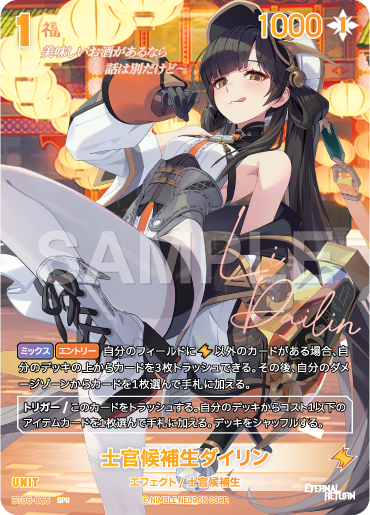 1 福 1000 1
美味しいお酒があるなら
話は別だけど〜
SAMPLE
Li Dailin
ミックス エントリー 自分のフィールドに 以外のカードがある場合、自
分のデッキの上からカードを3枚トラッシュできる。その後、自分のダメ
ージゾーンからカードを1枚選んで手札に加える。
トリガー / このカードをトラッシュする。自分のデッキからコスト1以下の
アイテムカードを1枚選んで手札に加える。デッキをシャッフルする。
士官候補生ダイリン
UNIT エフェクト / 士官候補生
SPR ©NIMBLE NEURON CORP. ETERNAL RETURN